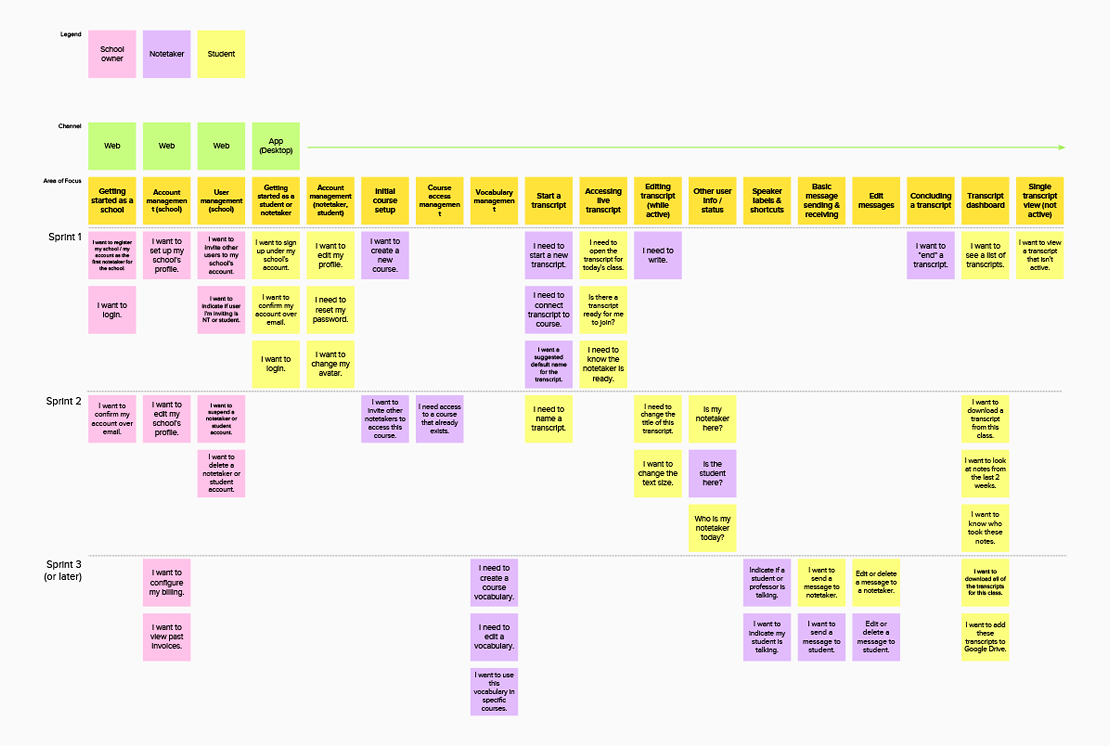 Legend
School
owner
Notetaker
Student
Channel
Web
Web
Web
App
(Desktop)
Area of Focus
Getting
started as a
school
Account
managemen
t (school)
User
management
(school)
Getting
started as a
student or
notetaker
Account
management
(notetaker,
student)
Initial
course
setup
Course
access
managemen
t
Vocabulary
managemen
t
Start a
transcript
Accessing
live
transcript
Editing
transcript
(while
active)
Other user
info /
status
Speaker
labels &
shortcuts
Basic
message
sending &
receiving
Edit
messages
Concluding
a transcript
Transcript
dashboard
Single
transcript
view (not
active)
Sprint 1
I want to register
my school / my
account as the
first notetaker for
the school.
I want to
set up my
school's
profile.
I want to
invite other
users to my
school's
account.
I want to sign
up under my
school's
account.
I want to
edit my
profile.
I want to
create a
new
course.
I need to
start a new
transcript.
I need to
open the
transcript for
today's class.
I need to
write.
I want to
"end" a
transcript.
I want to
see a list of
transcripts.
I want to view
a transcript
that isn't
active.
I want to
login.
I want to
indicate if user
I'm inviting is
NT or student.
I want to
confirm my
account over
email.
I need to
reset my
password.
I need to
connect
transcript to
course.
Is there a
transcript
ready for me
to join?
I want to
login.
I want to
change my
avatar.
I want a
suggested
default name
for the
transcript.
I need to
know the
notetaker is
ready.
Sprint 2
I want to
confirm my
account over
email.
I want to
edit my
school's
profile.
I want to
suspend a
notetaker or
student
account.
I want to
invite other
notetakers to
access this
course.
I need access
to a course
that already
exists.
I need to
name a
transcript.
I need to
change the
title of this
transcript.
Is my
notetaker
here?
I want to
download a
transcript
from this
class.
I want to
delete a
notetaker or
student
account.
I want to
change the
text size.
Is the
student
here?
I want to look
at notes from
the last 2
weeks.
Who is my
notetaker
today?
I want to
know who
took these
notes.
Sprint 3
(or later)
I want to
configure
my billing.
I need to
create a
course
vocabulary.
Indicate if a
student or
professor is
talking.
I want to
send a
message to
notetaker.
Edit or delete
a message to
a notetaker.
I want to
download all of
the transcripts
for this class.
I want to
view past
invoices.
I need to
edit a
vocabulary.
I want to
indicate my
student is
talking.
I want to
send a
message to
student.
Edit or
delete a
message to
student.
I want to add
these
transcripts to
Google Drive.
I want to use
this
vocabulary in
specific
courses.